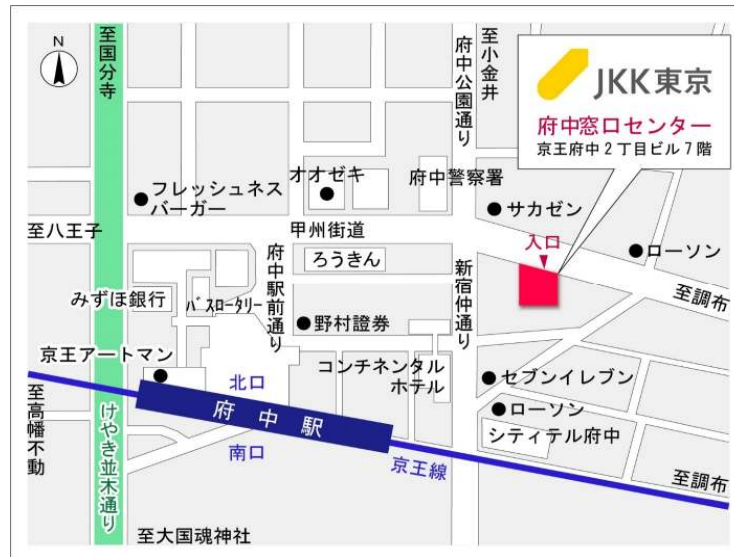 N
至国分寺
府中公園通り
至小金井
JKK東京
府中窓口センター
京王府中2丁目ビル7階
オオゼキ
府中警察署
フレッシュネス
バーガー
サカゼン
至八王子
甲州街道
入口
ローソン
ろうきん
府中駅前通り
新宿仲通り
至調布
みずほ銀行
バスロータリー
野村證券
京王アートマン
コンチネンタル
ホテル
セブンイレブン
北口
ローソン
府中駅
シティテル府中
至高幡不動
けやき並木通り
南口
京王線
至調布
至大国魂神社